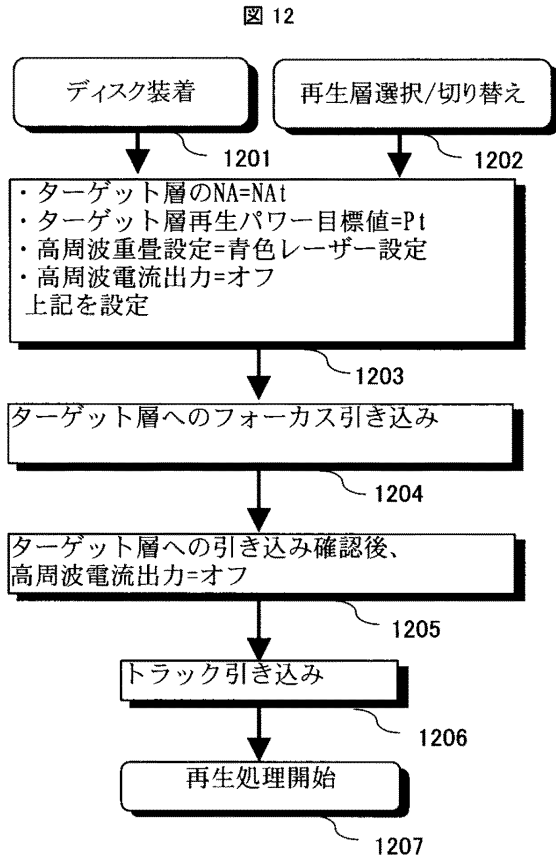 図 12
ディスク装着
再生層選択/切り替え
1201
1202
・ターゲット層のNA=NAt
・ターゲット層再生パワー目標値=Pt
・高周波重畳設定=青色レーザー設定
・高周波電流出力=オフ
上記を設定
1203
ターゲット層へのフォーカス引き込み
1204
ターゲット層への引き込み確認後、
高周波電流出力=オフ
1205
トラック引き込み
1206
再生処理開始
1207